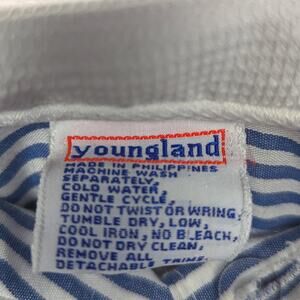 youngland
MADE IN PHILIPPINES
MACHINE WASH
SEPARATELY,
COLD WATER,
GENTLE CYCLE,
DO NOT TWIST OR WRING,
TUMBLE DRY, LOW,
COOL IRON, NO BLEACH,
DO NOT DRY CLEAN,
REMOVE ALL
DETACHABLE TRIMS